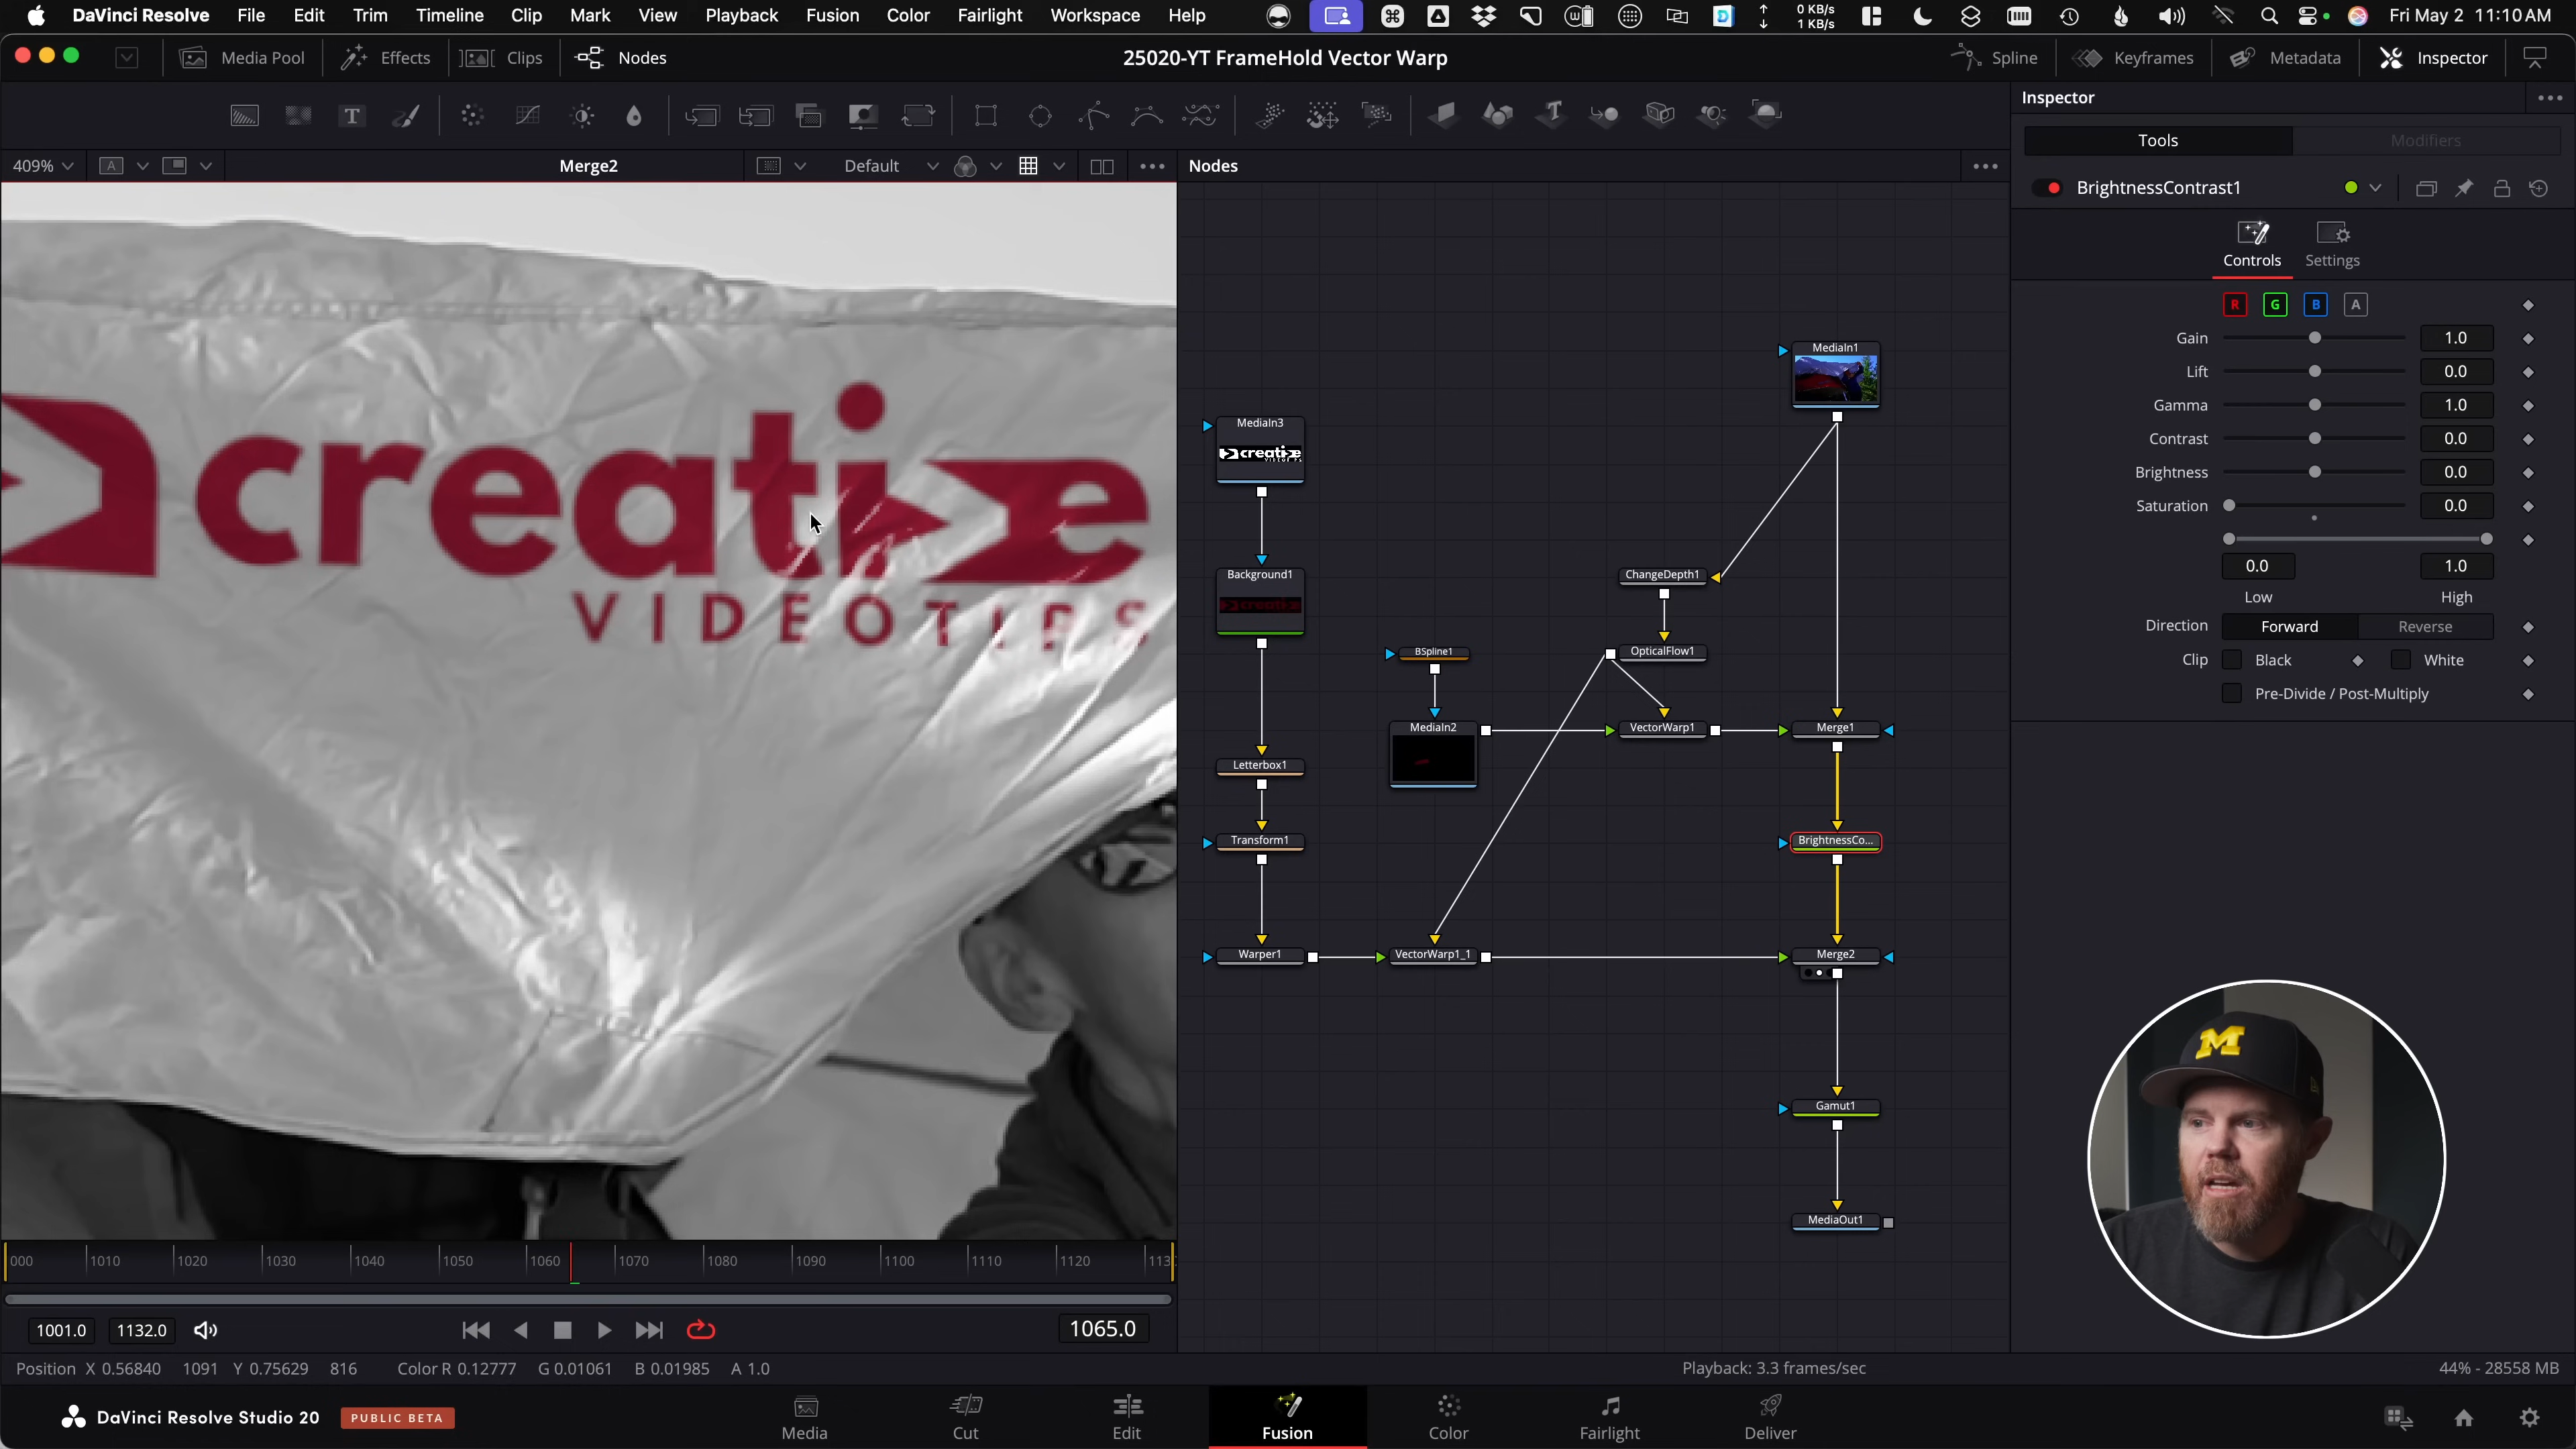 DaVinci Resolve File Edit Trim Timeline Clip Mark View Playback Fusion Color Fairlight Workspace Help 0 KB/s 1 KB/s Fri May 2 11:10 AM
Media Pool Effects Clips Nodes 25020-YT FrameHold Vector Warp Spline Keyframes Metadata Inspector
Inspector
Tools Modifiers
409% A Merge2 Default Nodes
BrightnessContrast1
Controls Settings
R G B A
Gain 1.0
Lift 0.0
Gamma 1.0
Contrast 0.0
Brightness 0.0
Saturation 0.0
0.0 1.0
Low High
Direction Forward Reverse
Clip Black White
Pre-Divide / Post-Multiply
creative
VIDEOTIPS
MediaIn1
MediaIn3
creative
Background1
ChangeDepth1
BSpline1
OpticalFlow1
MediaIn2
VectorWarp1
Merge1
Letterbox1
Transform1
BrightnessCo...
Warper1
VectorWarp1_1
Merge2
Gamut1
MediaOut1
M
000 1010 1020 1030 1040 1050 1060 1070 1080 1090 1100 1110 1120 113
1001.0 1132.0 1065.0
Position X 0.56840 1091 Y 0.75629 816 Color R 0.12777 G 0.01061 B 0.01985 A 1.0 Playback: 3.3 frames/sec 44% - 28558 MB
DaVinci Resolve Studio 20 PUBLIC BETA Media Cut Edit Fusion Color Fairlight Deliver